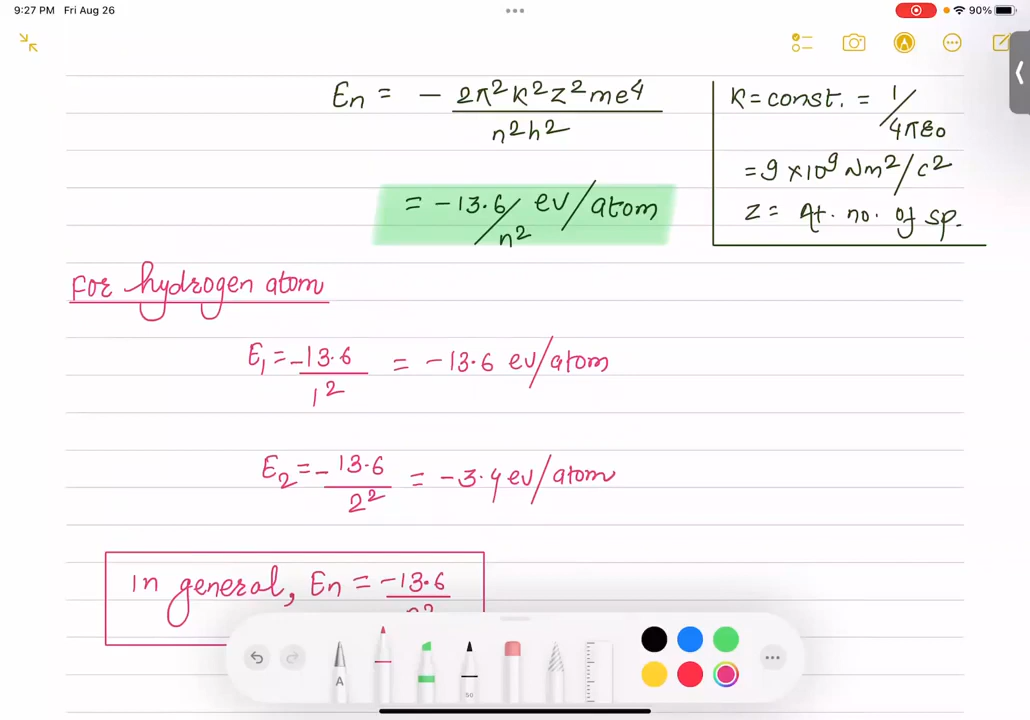 9:27 PM Fri Aug 26
90%
En = - 2π²K²Z²me⁴ / n²h²
= -13.6/n² ev/atom
K = const. = 1/4πε0
= 9 ×10⁹ Nm²/c²
Z = At. no. of sp.
For hydrogen atom
E₁ = -13.6 / 1² = -13.6 ev/atom
E₂ = -13.6 / 2² = -3.4 ev/atom
In general, En = -13.6 / n²
A
50